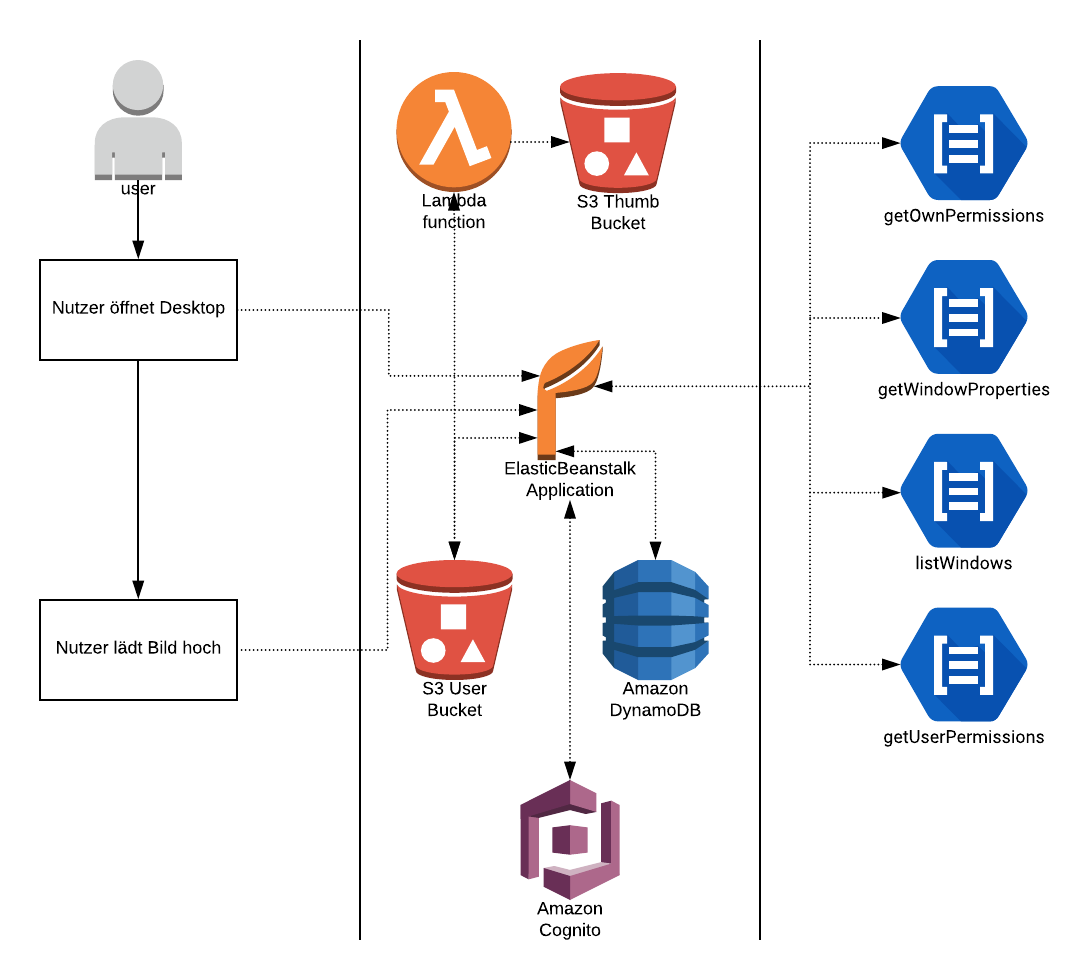 user
Nutzer öffnet Desktop
Nutzer lädt Bild hoch
Lambda
function
S3 Thumb
Bucket
ElasticBeanstalk
Application
S3 User
Bucket
Amazon
DynamoDB
Amazon
Cognito
getOwnPermissions
getWindowProperties
listWindows
getUserPermissions